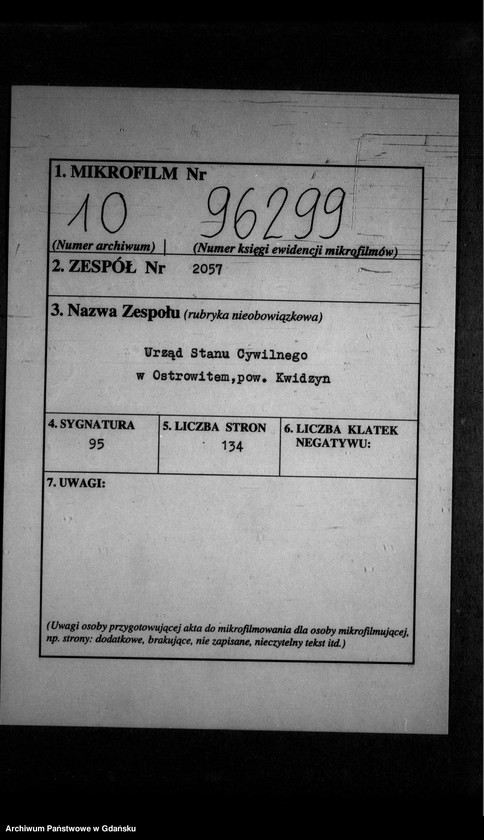 1. MIKROFILM Nr
10 96299
(Numer archiwum) (Numer księgi ewidencji mikrofilmów)
2. ZESPÓŁ Nr 2057
3. Nazwa Zespołu (rubryka nieobowiązkowa)
Urząd Stanu Cywilnego
w Ostrowitem,pow. Kwidzyn
4. SYGNATURA 5. LICZBA STRON 6. LICZBA KLATEK
NEGATYWU:
95 134
7. UWAGI:
(Uwagi osoby przygotowującej akta do mikrofilmowania dla osoby mikrofilmującej,
np. strony: dodatkowe, brakujące, nie zapisane, nieczytelny tekst itd.)
Archiwum Państwowe w Gdańsku